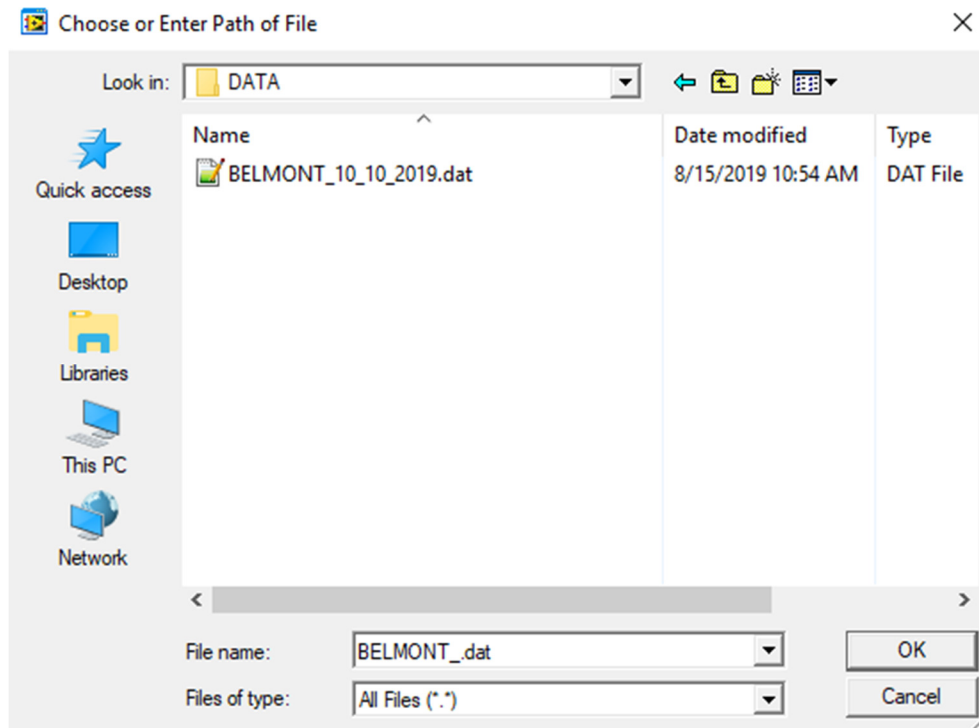 Choose or Enter Path of File
Look in: DATA
Name Date modified Type
BELMONT_10_10_2019.dat 8/15/2019 10:54 AM DAT File
Quick access
Desktop
Libraries
This PC
Network
File name: BELMONT_.dat OK
Files of type: All Files (*.*) Cancel